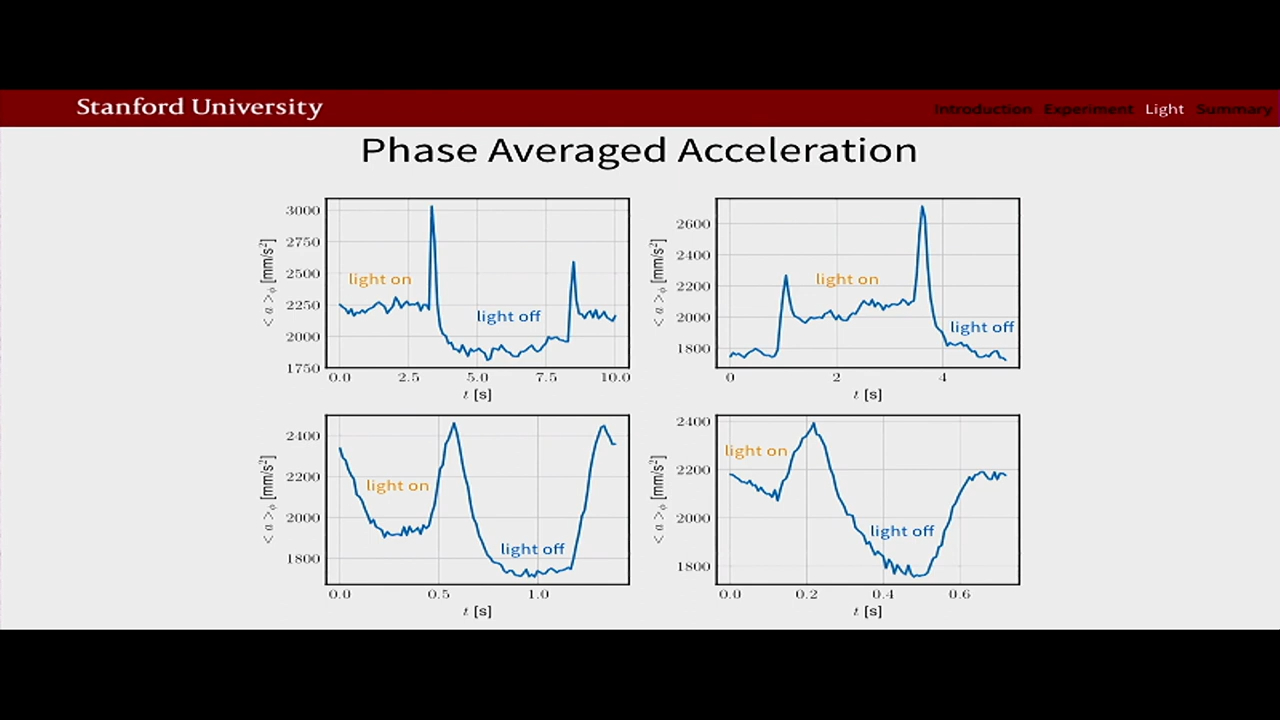 Stanford University
Introduction Experiment Light Summary
Phase Averaged Acceleration
3000
2750
2500
2250
2000
1750
< a >ϕ [mm/s²]
light on
light off
0.0 2.5 5.0 7.5 10.0
t [s]
2600
2400
2200
2000
1800
< a >ϕ [mm/s²]
light on
light off
0 2 4
t [s]
2400
2200
2000
1800
< a >ϕ [mm/s²]
light on
light off
0.0 0.5 1.0
t [s]
2400
2200
2000
1800
< a >ϕ [mm/s²]
light on
light off
0.0 0.2 0.4 0.6
t [s]